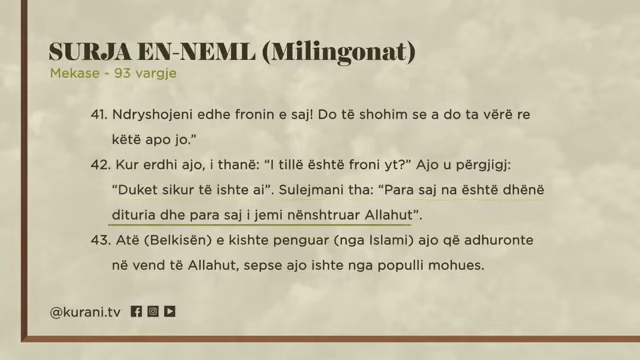 SURJA EN-NEML (Milingonat)
Mekase - 93 vargje
41. Ndryshojeni edhe fronin e saj! Do të shohim se a do ta vërë re
këtë apo jo.”
42. Kur erdhi ajo, i thanë: “I tillë është froni yt?” Ajo u përgjigj:
“Duket sikur të ishte ai”. Sulejmani tha: “Para saj na është dhënë
dituria dhe para saj i jemi nënshtruar Allahut”.
43. Atë (Belkisën) e kishte penguar (nga Islami) ajo që adhuronte
në vend të Allahut, sepse ajo ishte nga populli mohues.
@kurani.tv